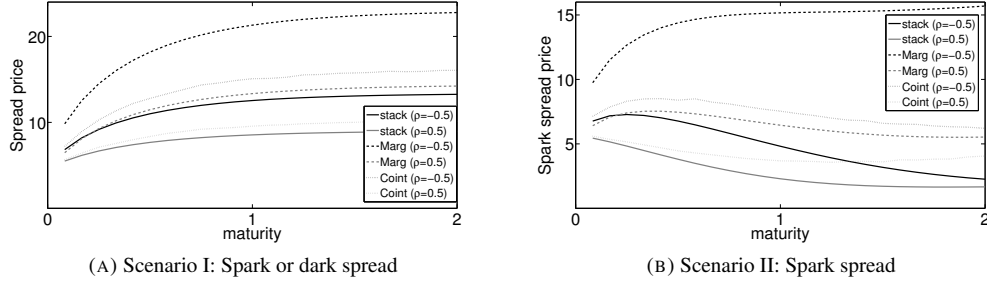 Spread price
20
10
0
1
2
maturity
stack (ρ=-0.5)
stack (ρ=0.5)
Marg (ρ=-0.5)
Marg (ρ=0.5)
Coint (ρ=-0.5)
Coint (ρ=0.5)
(A) Scenario I: Spark or dark spread
Spark spread price
15
10
5
0
1
2
maturity
stack (ρ=-0.5)
stack (ρ=0.5)
Marg (ρ=-0.5)
Marg (ρ=0.5)
Coint (ρ=-0.5)
Coint (ρ=0.5)
(B) Scenario II: Spark spread